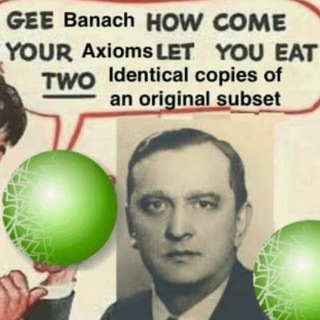 GEE Banach HOW COME
YOUR Axioms LET YOU EAT
TWO Identical copies of
an original subset